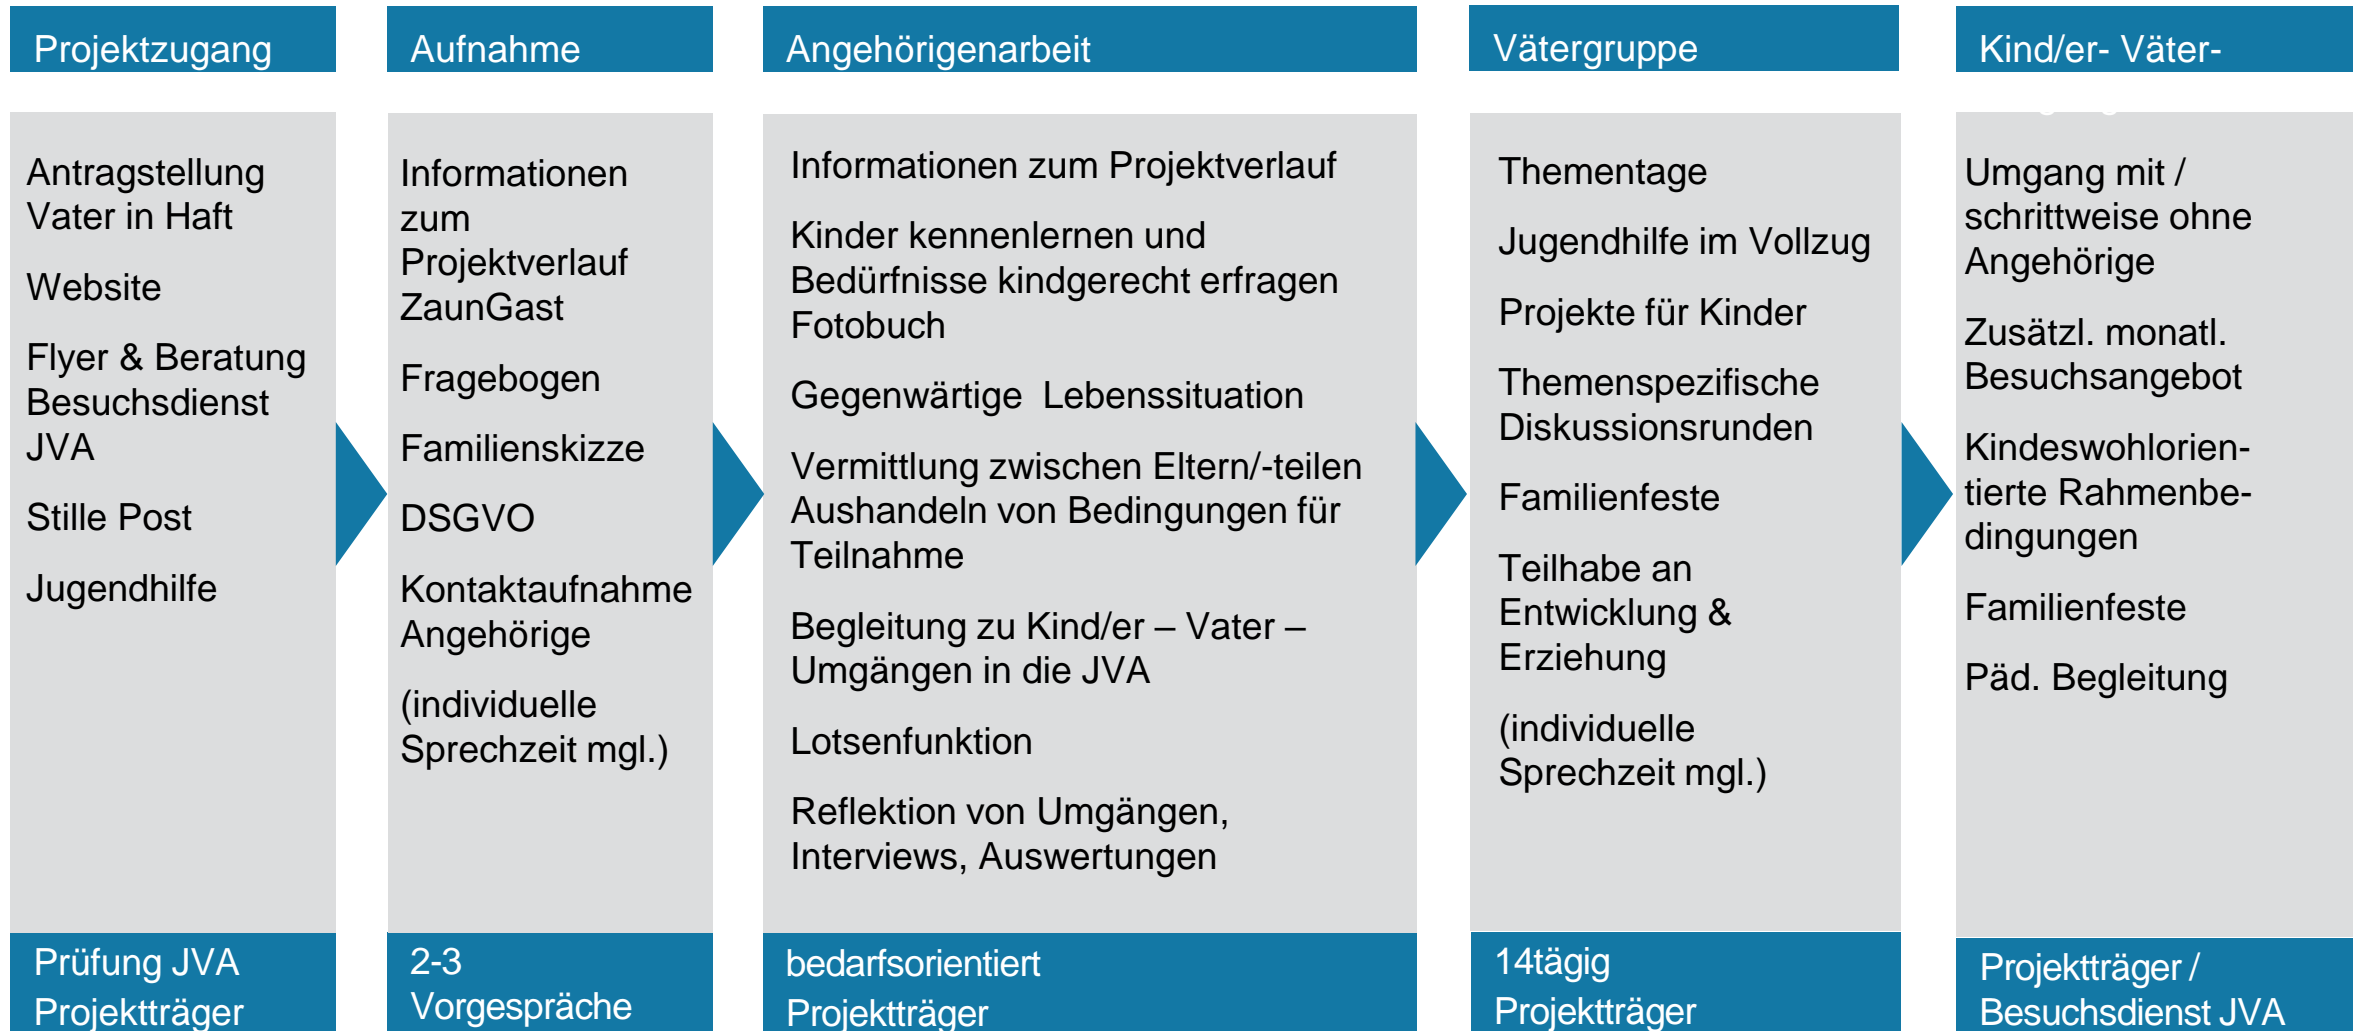 Projektzugang
Antragstellung
Vater in Haft
Website
Flyer & Beratung
Besuchsdienst
JVA
Stille Post
Jugendhilfe
Prüfung JVA
Projektträger
Aufnahme
Informationen
zum
Projektverlauf
ZaunGast
Fragebogen
Familienskizze
DSGVO
Kontaktaufnahme
Angehörige
(individuelle
Sprechzeit mgl.)
2-3
Vorgespräche
Angehörigenarbeit
Informationen zum Projektverlauf
Kinder kennenlernen und
Bedürfnisse kindgerecht erfragen
Fotobuch
Gegenwärtige Lebenssituation
Vermittlung zwischen Eltern/-teilen
Aushandeln von Bedingungen für
Teilnahme
Begleitung zu Kind/er – Vater –
Umgängen in die JVA
Lotsenfunktion
Reflektion von Umgängen,
Interviews, Auswertungen
bedarfsorientiert
Projektträger
Vätergruppe
Thementage
Jugendhilfe im Vollzug
Projekte für Kinder
Themenspezifische
Diskussionsrunden
Familienfeste
Teilhabe an
Entwicklung &
Erziehung
(individuelle
Sprechzeit mgl.)
14tägig
Projektträger
Kind/er- Väter-
Umgang mit /
schrittweise ohne
Angehörige
Zusätzl. monatl.
Besuchsangebot
Kindeswohlorien-
tierte Rahmenbe-
dingungen
Familienfeste
Päd. Begleitung
Projektträger /
Besuchsdienst JVA